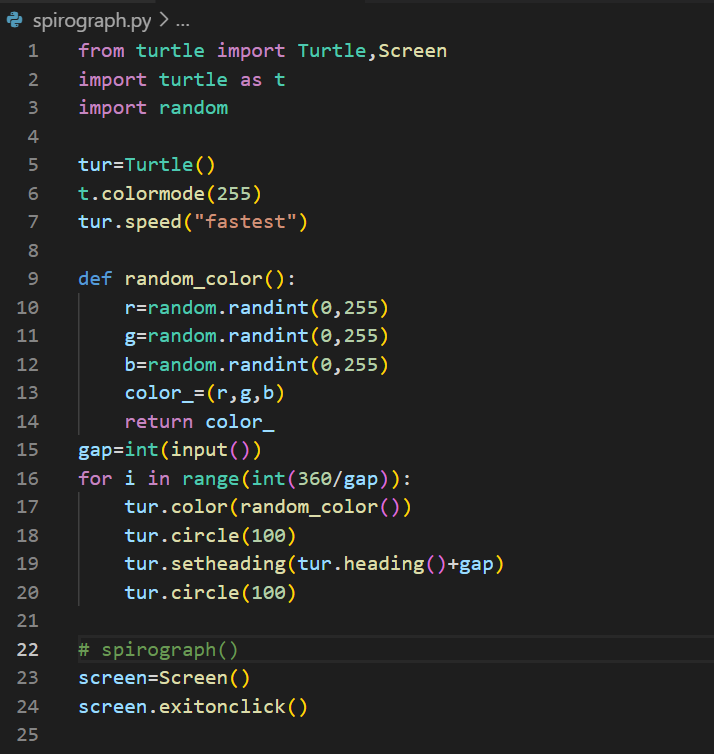 spirograph.py > ...
1 from turtle import Turtle,Screen
2 import turtle as t
3 import random
4
5 tur=Turtle()
6 t.colormode(255)
7 tur.speed("fastest")
8
9 def random_color():
10     r=random.randint(0,255)
11     g=random.randint(0,255)
12     b=random.randint(0,255)
13     color_=(r,g,b)
14     return color_
15 gap=int(input())
16 for i in range(int(360/gap)):
17     tur.color(random_color())
18     tur.circle(100)
19     tur.setheading(tur.heading()+gap)
20     tur.circle(100)
21
22 # spirograph()
23 screen=Screen()
24 screen.exitonclick()
25